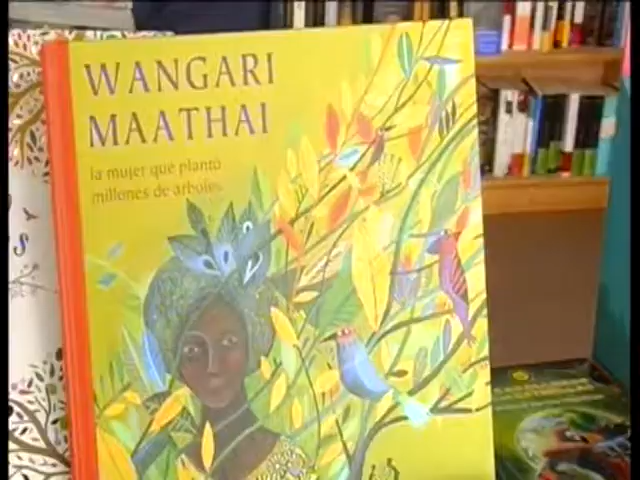 WANGARI
MAATHAI
la mujer que plantó
millones de árboles